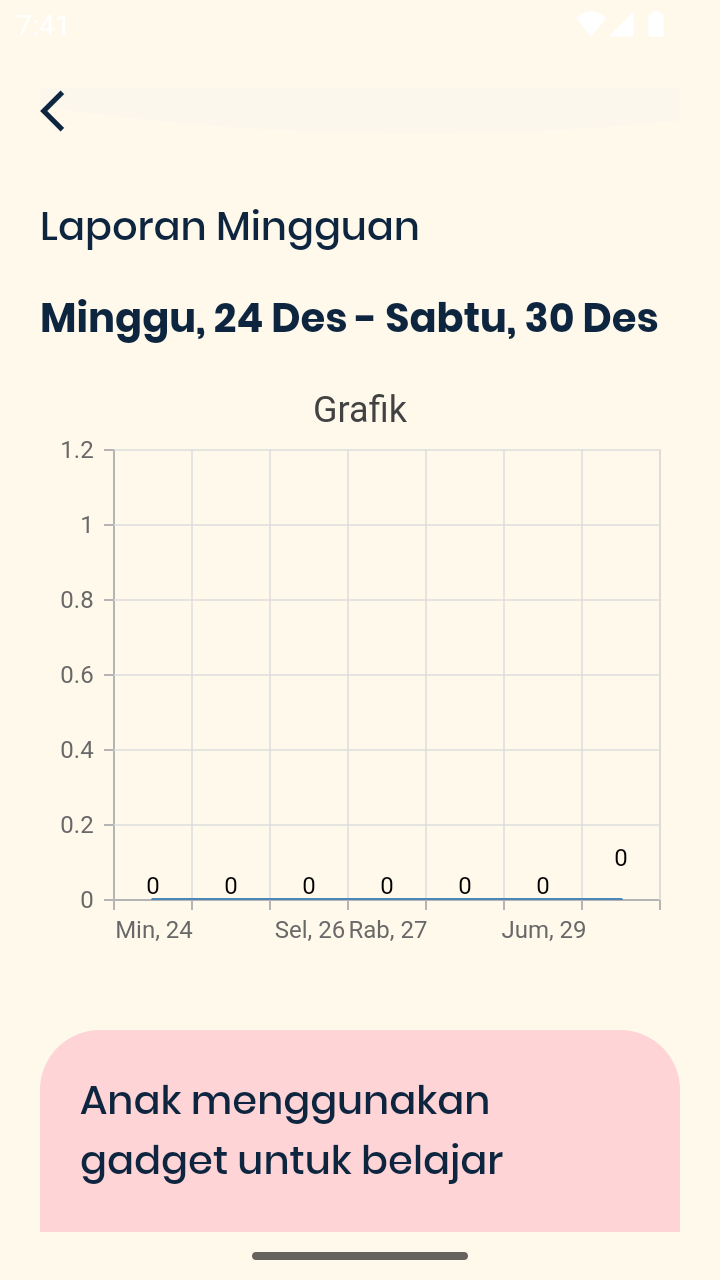 7:41
Laporan Mingguan
Minggu, 24 Des - Sabtu, 30 Des
Grafik
1.2
1
0.8
0.6
0.4
0.2
0
0 0 0 0 0 0 0
Min, 24 Sel, 26 Rab, 27 Jum, 29
Anak menggunakan
gadget untuk belajar